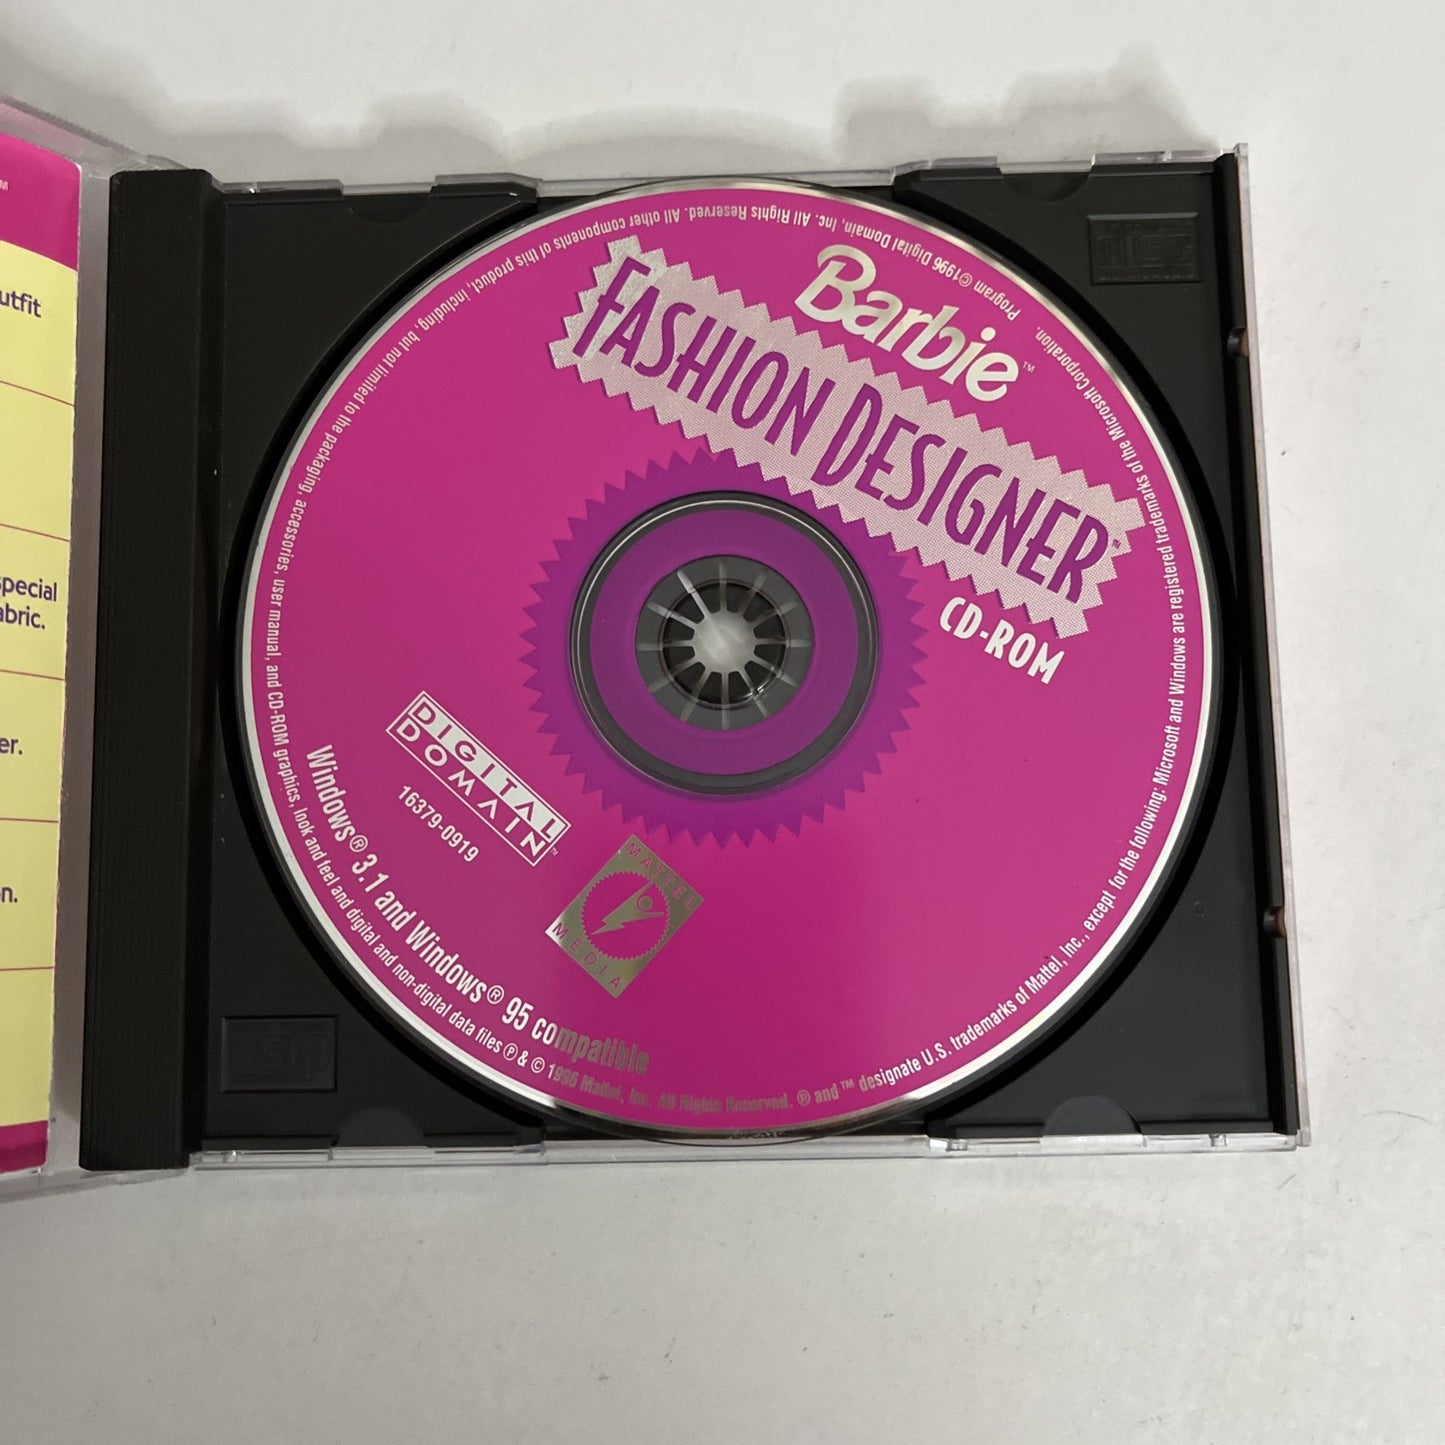 utfit
special
abric.
er.
n.
Barbie™
FASHION DESIGNER™
CD-ROM
DIGITAL
DOMAIN™
16379-0919
MATTEL
MEDIA
Windows® 3.1 and Windows® 95 compatible
Program ©1996 Digital Domain, Inc. All Rights Reserved. All other components of this product, including, but not limited to the packaging, accessories, user manual, and CD-ROM graphics, look and feel and digital and non-digital data files ℗ & © 1996 Mattel, Inc. All Rights Reserved. ® and ™ designate U.S. trademarks of Mattel, Inc., except for the following: Microsoft and Windows are registered trademarks of the Microsoft Corporation.